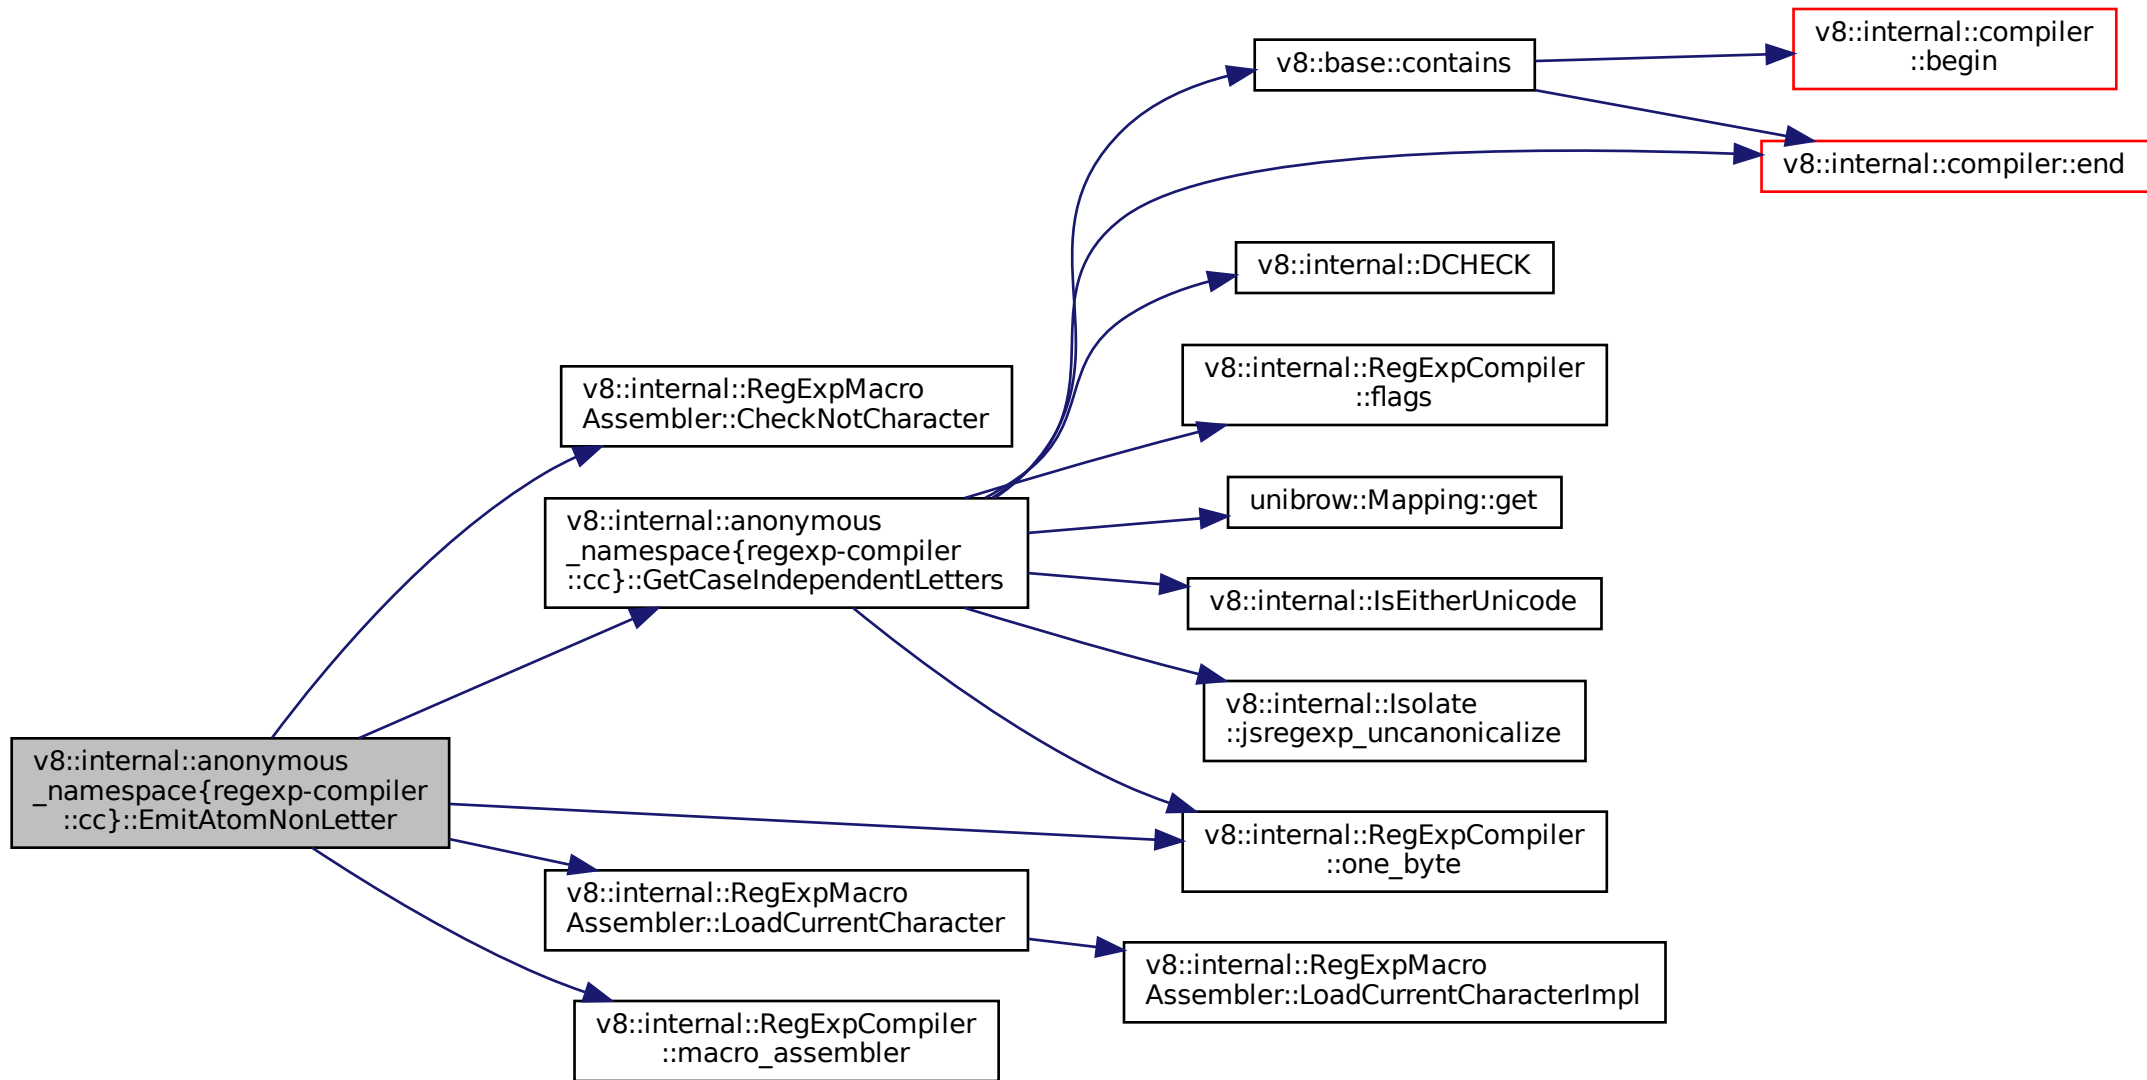 v8::internal::anonymous
_namespace{regexp-compiler
::cc}::EmitAtomNonLetter
v8::internal::RegExpMacro
Assembler::CheckNotCharacter
v8::internal::anonymous
_namespace{regexp-compiler
::cc}::GetCaseIndependentLetters
v8::internal::RegExpMacro
Assembler::LoadCurrentCharacter
v8::internal::RegExpCompiler
::macro_assembler
v8::base::contains
v8::internal::compiler
::begin
v8::internal::compiler::end
v8::internal::DCHECK
v8::internal::RegExpCompiler
::flags
unibrow::Mapping::get
v8::internal::IsEitherUnicode
v8::internal::Isolate
::jsregexp_uncanonicalize
v8::internal::RegExpCompiler
::one_byte
v8::internal::RegExpMacro
Assembler::LoadCurrentCharacterImpl